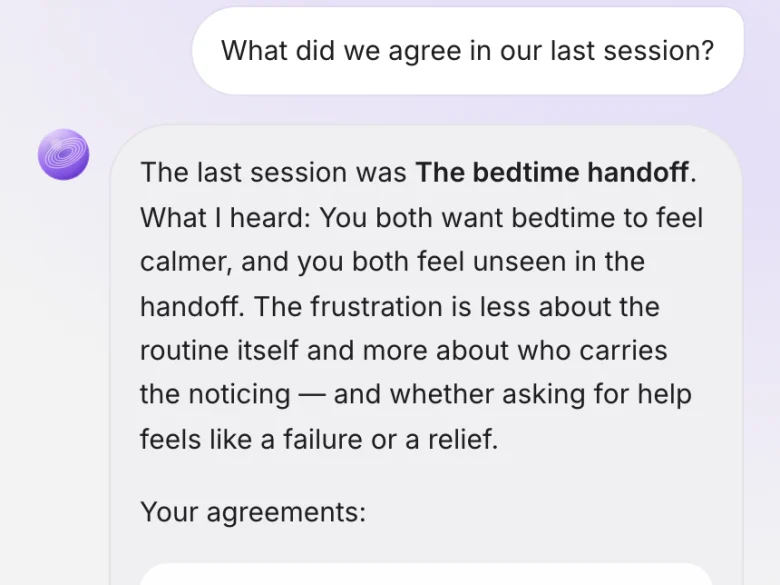 What did we agree in our last session?
The last session was The bedtime handoff.
What I heard: You both want bedtime to feel
calmer, and you both feel unseen in the
handoff. The frustration is less about the
routine itself and more about who carries
the noticing — and whether asking for help
feels like a failure or a relief.
Your agreements: